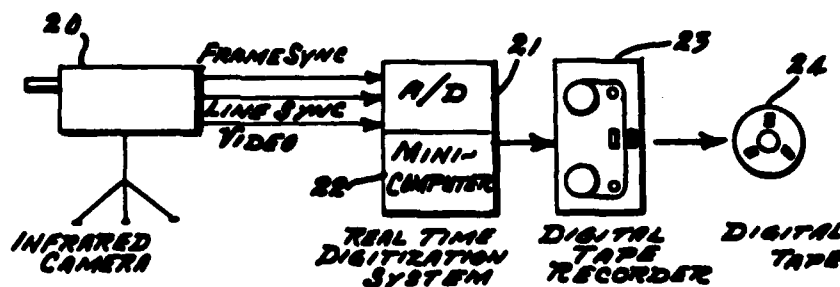 20
FRAME SYNC
LINE SYNC
VIDEO
INFRARED
CAMERA
21
A/D
MINI-
COMPUTER
22
REAL TIME
DIGITIZATION
SYSTEM
23
DIGITAL
TAPE
RECORDER
24
DIGITAL
TAPE